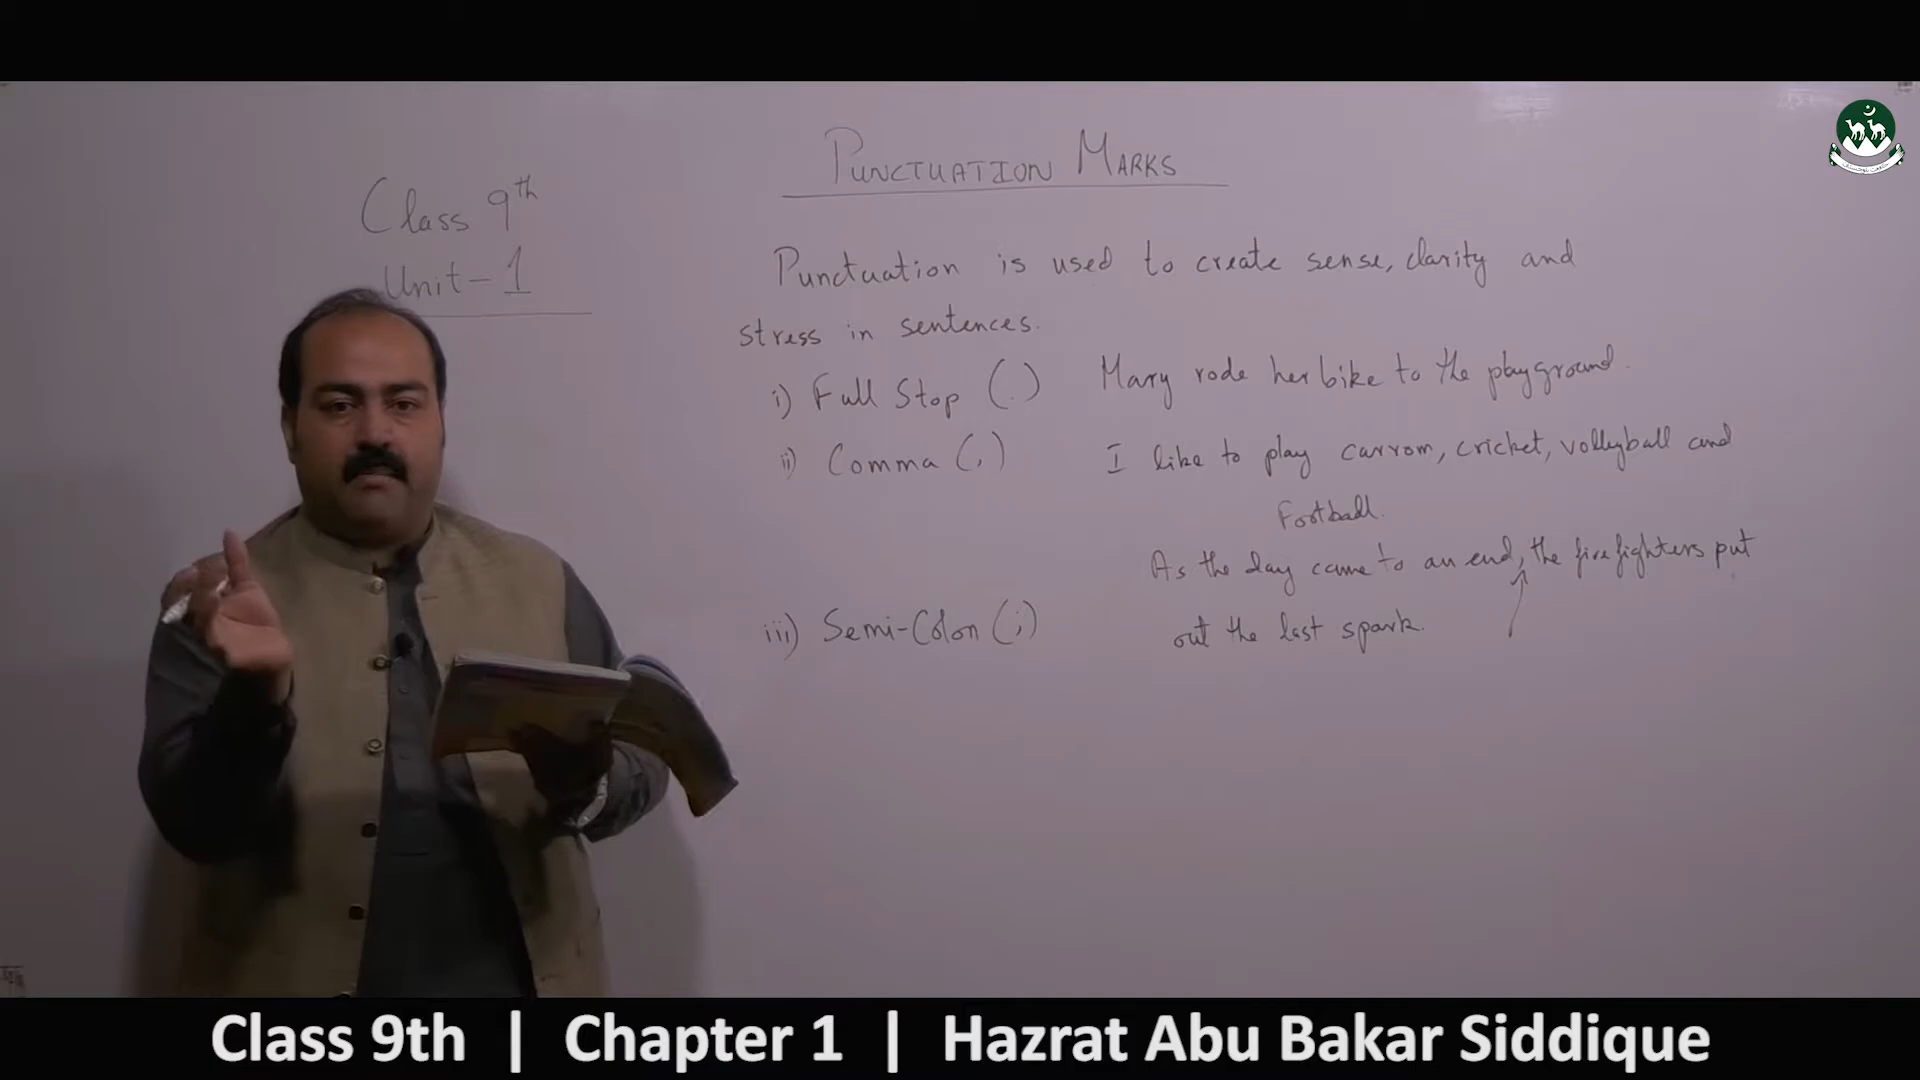 PUNCTUATION MARKS
Class 9th
Unit-1
Punctuation is used to create sense, clarity and
stress in sentences.
i) Full Stop (.) Mary rode her bike to the playground.
ii) Comma (,) I like to play carrom, cricket, volleyball and
Football.
As the day came to an end, the firefighters put
iii) Semi-Colon (;) out the last spark.
Class 9th | Chapter 1 | Hazrat Abu Bakar Siddique